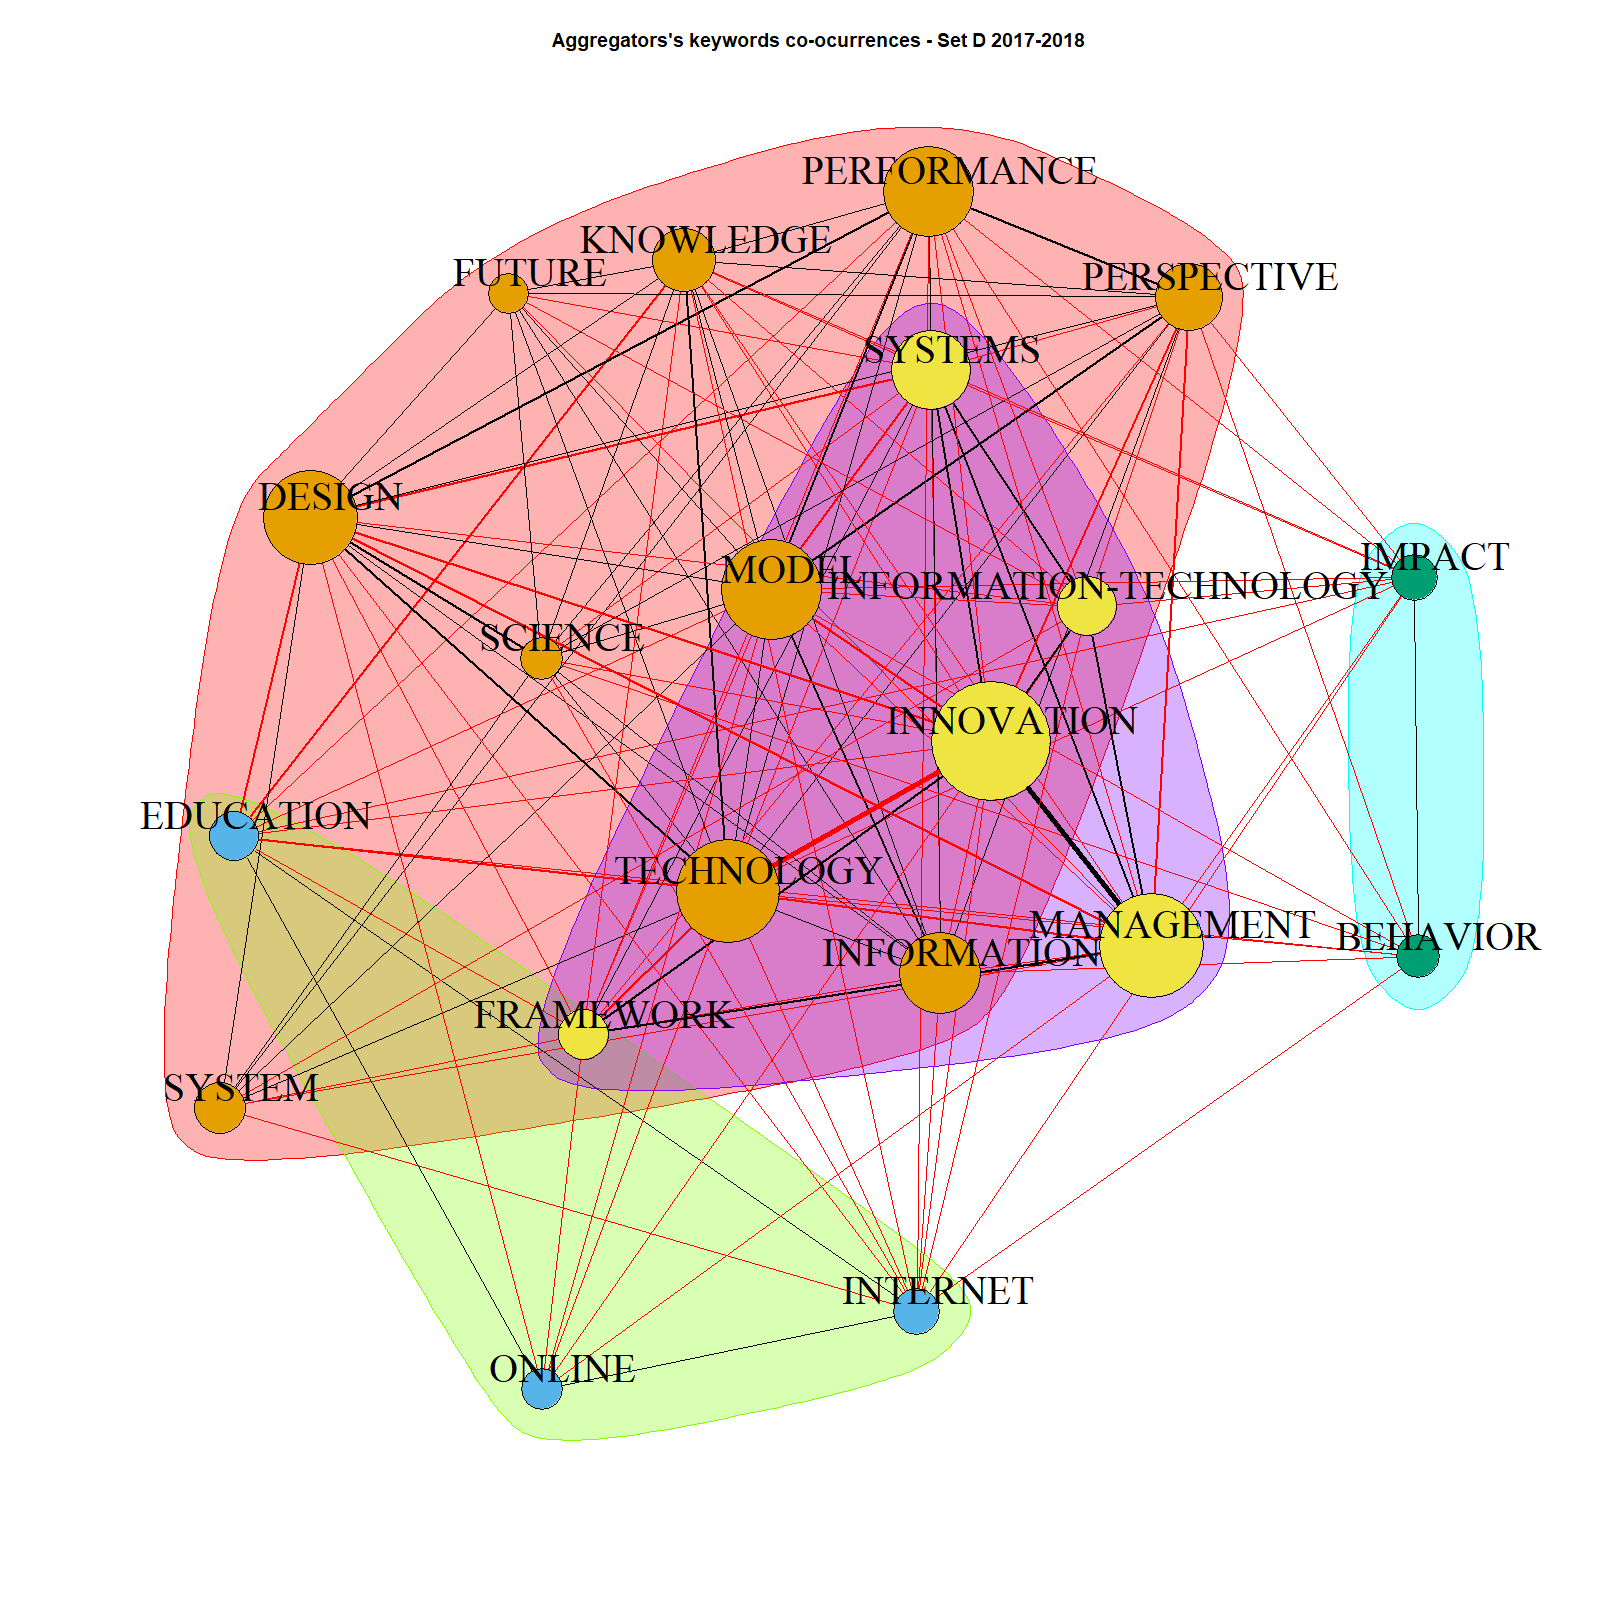 Aggregators's keywords co-ocurrences - Set D 2017-2018
PERFORMANCE
KNOWLEDGE
FUTURE
PERSPECTIVE
SYSTEMS
DESIGN
IMPACT
MODEL
INFORMATION-TECHNOLOGY
SCIENCE
INNOVATION
EDUCATION
TECHNOLOGY
MANAGEMENT
BEHAVIOR
INFORMATION
FRAMEWORK
SYSTEM
INTERNET
ONLINE